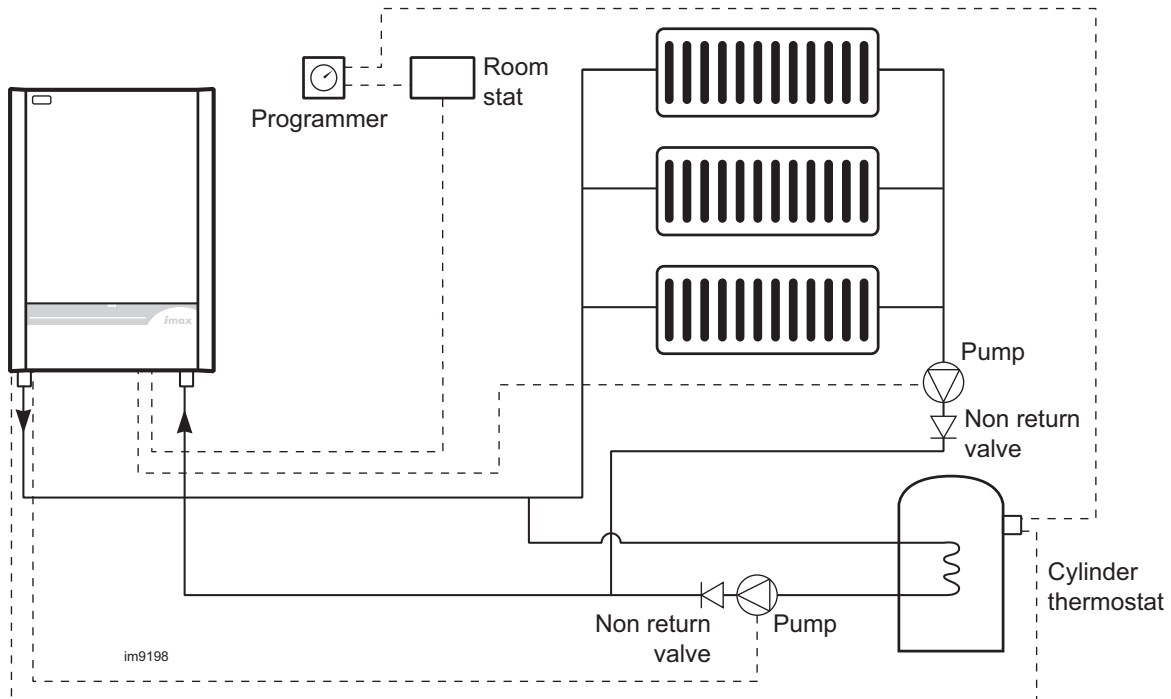 Room
stat
Programmer
imax
Pump
Non return
valve
Cylinder
thermostat
Non return
valve
Pump
im9198